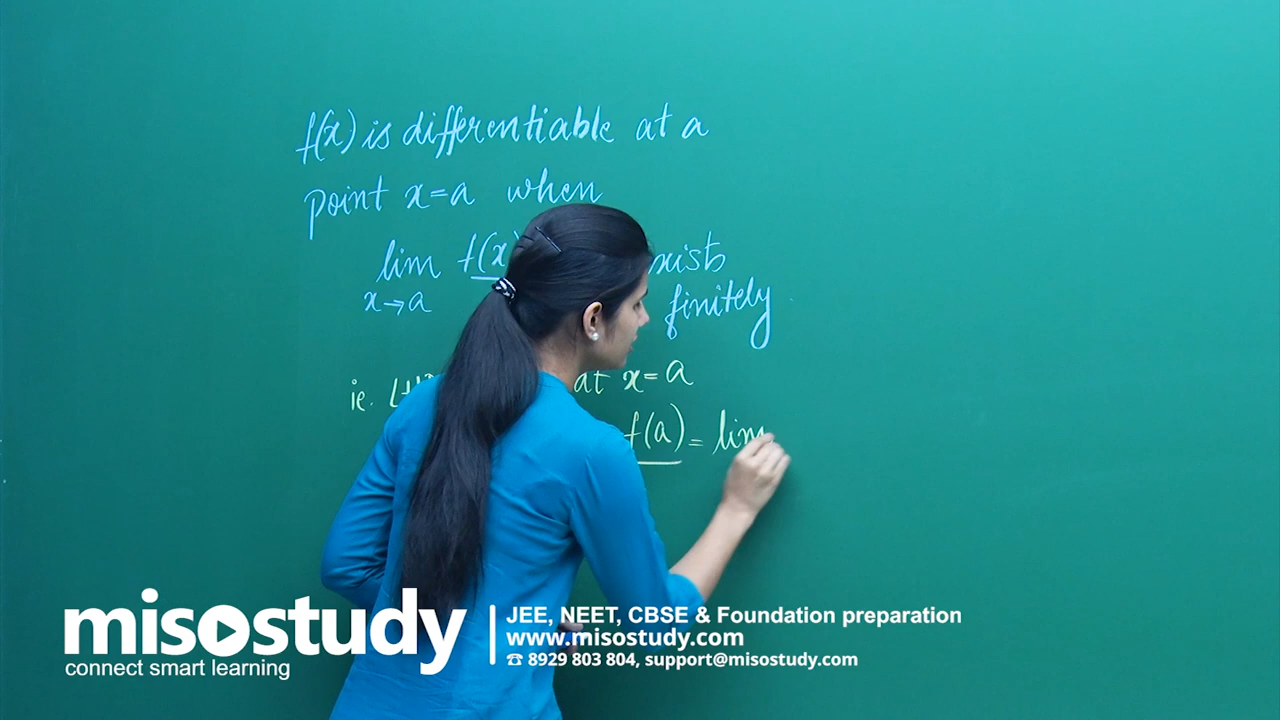 f(x) is differentiable at a
point x=a when
lim f(x) exists
x→a finitely
ie. at x=a
f(a) = lim
misostudy
connect smart learning
JEE, NEET, CBSE & Foundation preparation
www.misostudy.com
☎ 8929 803 804, support@misostudy.com